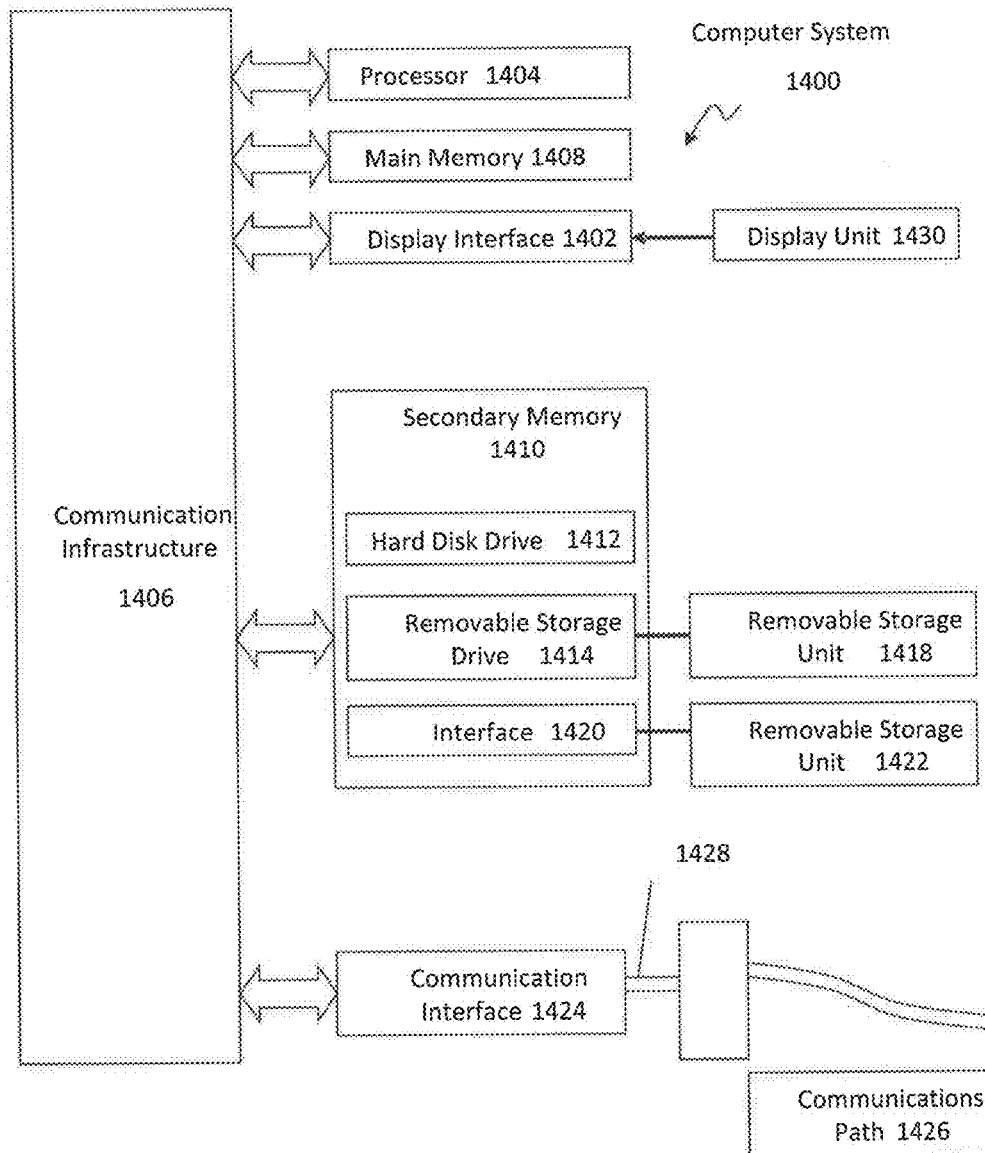 Computer System
1400
Processor 1404
Main Memory 1408
Display Interface 1402
Display Unit 1430
Secondary Memory
1410
Communication
Infrastructure
1406
Hard Disk Drive 1412
Removable Storage
Drive 1414
Removable Storage
Unit 1418
Interface 1420
Removable Storage
Unit 1422
1428
Communication
Interface 1424
Communications
Path 1426